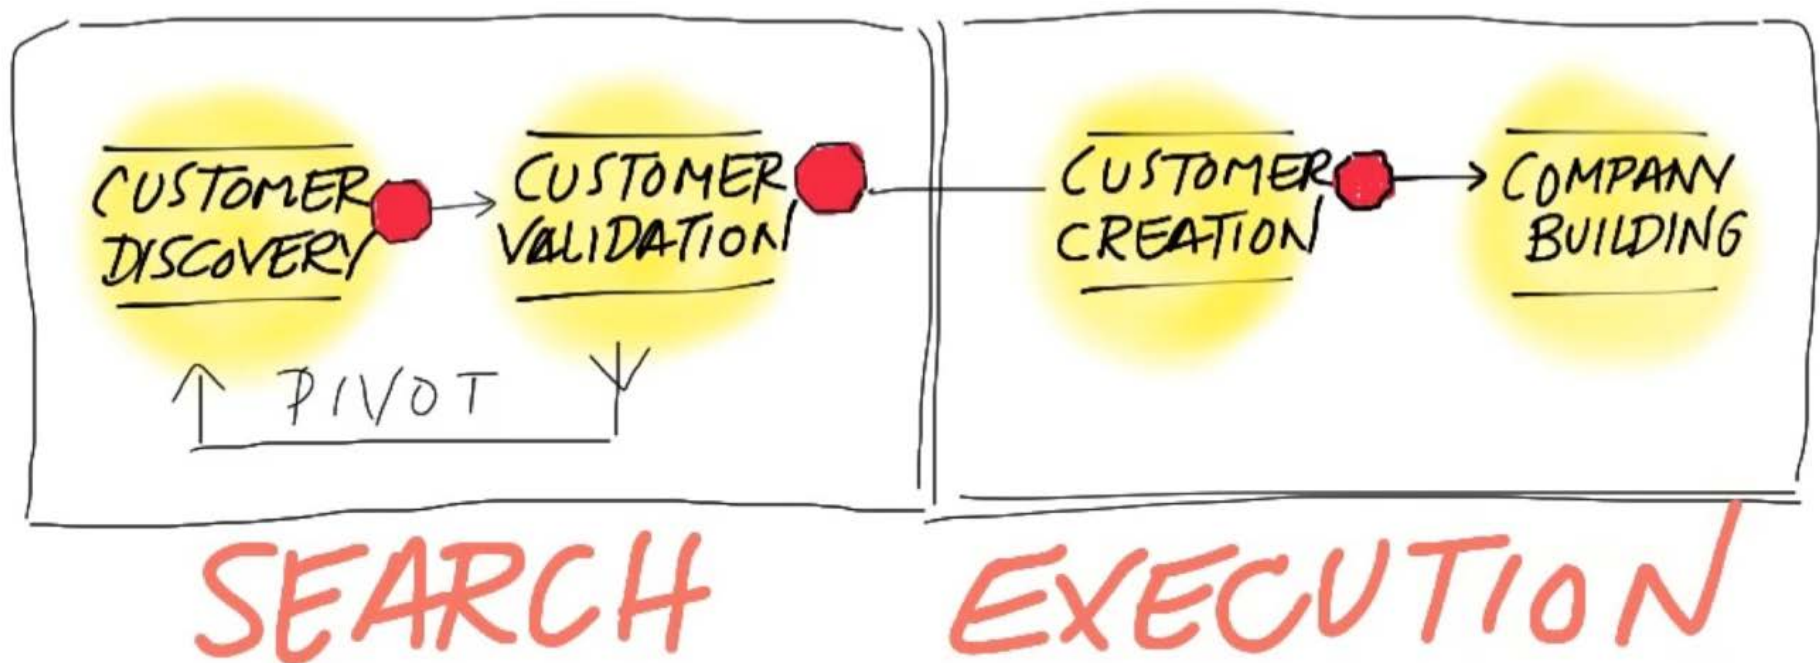 CUSTOMER
DISCOVERY
CUSTOMER
VALIDATION
PIVOT
CUSTOMER
CREATION
COMPANY
BUILDING
SEARCH
EXECUTION